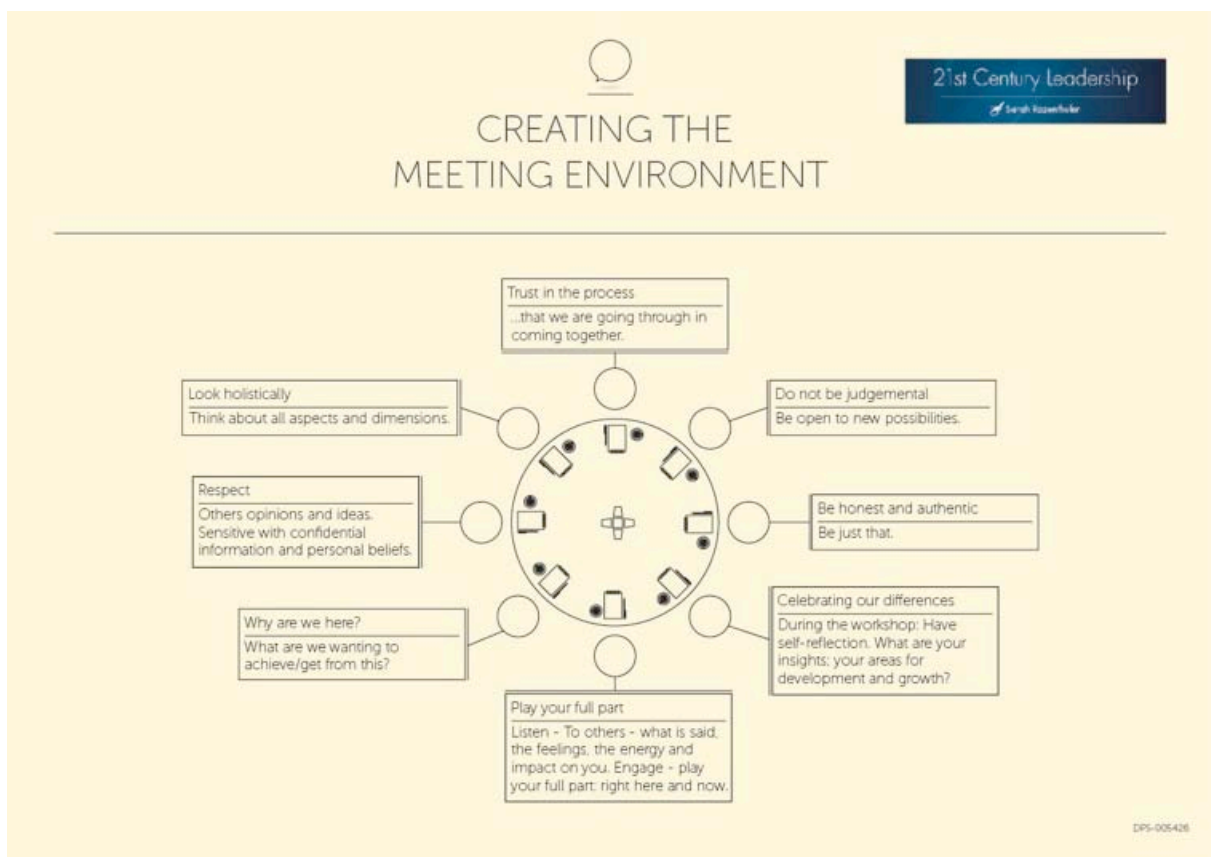 21st Century Leadership
Sarah
CREATING THE
MEETING ENVIRONMENT
Trust in the process
...that we are going through in
coming together.
Look holistically
Think about all aspects and dimensions.
Do not be judgemental
Be open to new possibilities.
Respect
Others opinions and ideas.
Sensitive with confidential
information and personal beliefs.
Be honest and authentic
Be just that.
Why are we here?
What are we wanting to
achieve/get from this?
Celebrating our differences
During the workshop: Have
self-reflection. What are your
insights; your areas for
development and growth?
Play your full part
Listen - To others - what is said,
the feelings, the energy and
impact on you. Engage - play
your full part: right here and now.
DPS-005426